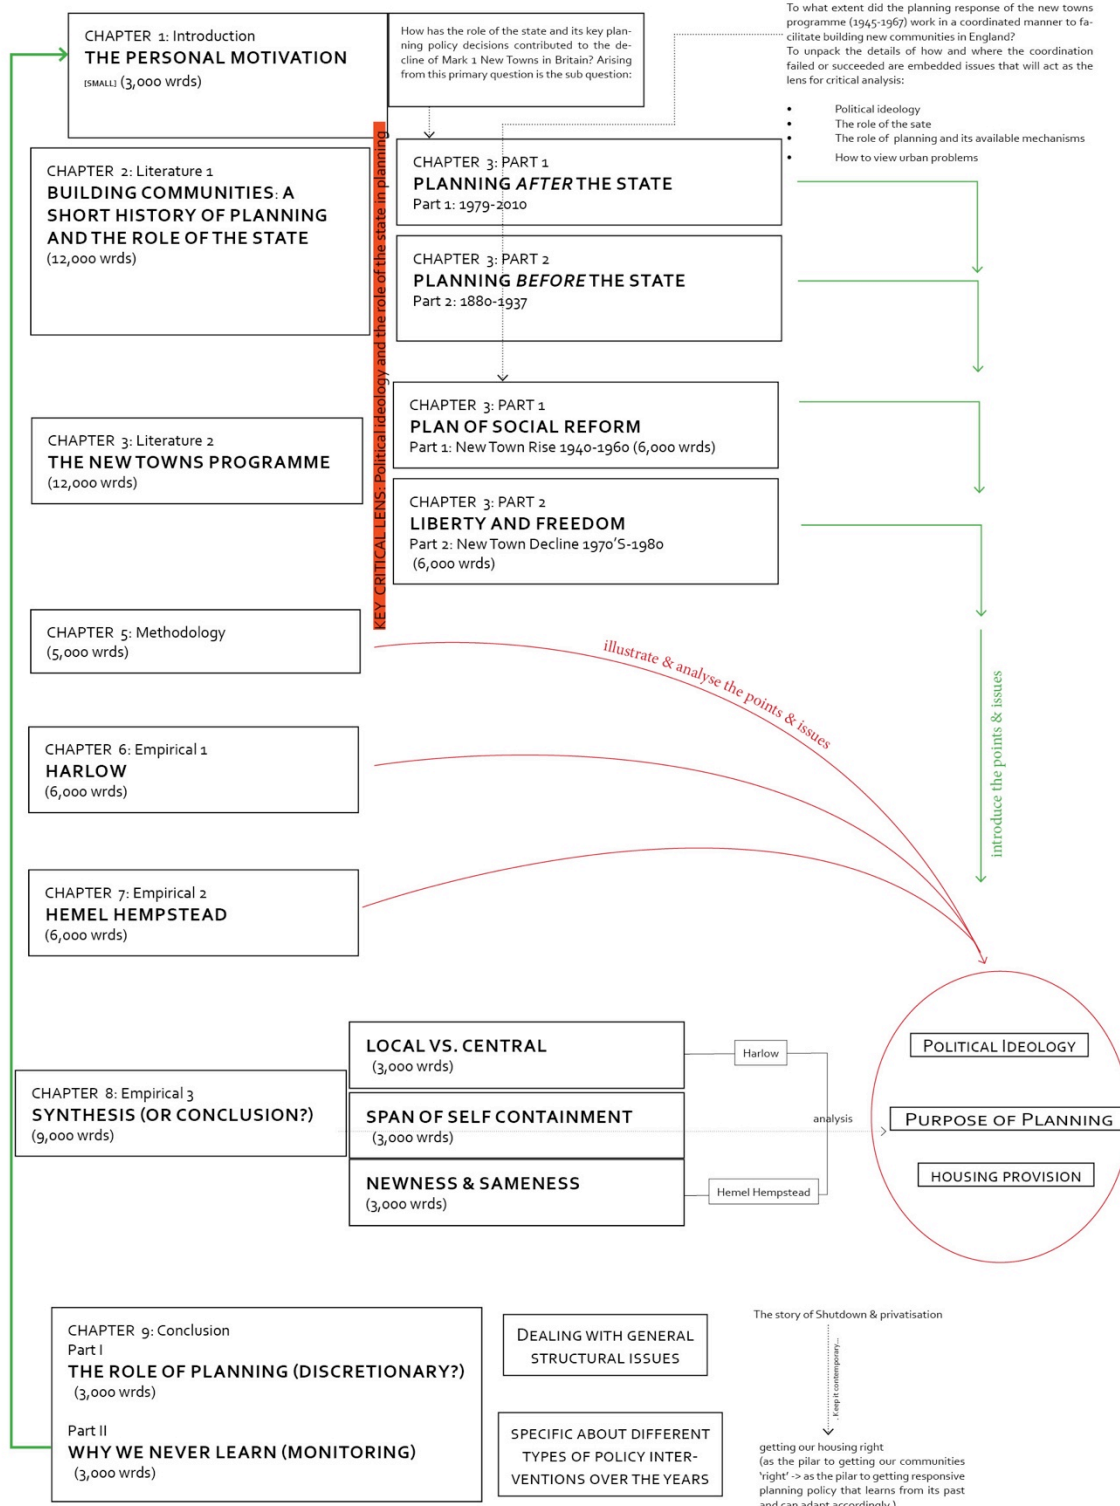 CHAPTER 1: Introduction
THE PERSONAL MOTIVATION
[SMALL] (3,000 wrds)
How has the role of the state and its key plan-
ning policy decisions contributed to the de-
cline of Mark 1 New Towns in Britain? Arising
from this primary question is the sub question:
To what extent did the planning response of the new towns
programme (1945-1967) work in a coordinated manner to fa-
cilitate building new communities in England?
To unpack the details of how and where the coordination
failed or succeeded are embedded issues that will act as the
lens for critical analysis:
• Political ideology
• The role of the sate
• The role of planning and its available mechanisms
• How to view urban problems
CHAPTER 2: Literature 1
BUILDING COMMUNITIES: A
SHORT HISTORY OF PLANNING
AND THE ROLE OF THE STATE
(12,000 wrds)
KEY CRITICAL LENS: Political ideology and the role of the state in planning
CHAPTER 3: PART 1
PLANNING AFTER THE STATE
Part 1: 1979-2010
CHAPTER 3: PART 2
PLANNING BEFORE THE STATE
Part 2: 1880-1937
CHAPTER 3: Literature 2
THE NEW TOWNS PROGRAMME
(12,000 wrds)
CHAPTER 3: PART 1
PLAN OF SOCIAL REFORM
Part 1: New Town Rise 1940-1960 (6,000 wrds)
CHAPTER 3: PART 2
LIBERTY AND FREEDOM
Part 2: New Town Decline 1970'S-1980
(6,000 wrds)
CHAPTER 5: Methodology
(5,000 wrds)
illustrate & analyse the points & issues
introduce the points & issues
CHAPTER 6: Empirical 1
HARLOW
(6,000 wrds)
CHAPTER 7: Empirical 2
HEMEL HEMPSTEAD
(6,000 wrds)
CHAPTER 8: Empirical 3
SYNTHESIS (OR CONCLUSION?)
(9,000 wrds)
LOCAL VS. CENTRAL
(3,000 wrds)
SPAN OF SELF CONTAINMENT
(3,000 wrds)
NEWNESS & SAMENESS
(3,000 wrds)
Harlow
analysis
Hemel Hempstead
POLITICAL IDEOLOGY
PURPOSE OF PLANNING
HOUSING PROVISION
CHAPTER 9: Conclusion
Part I
THE ROLE OF PLANNING (DISCRETIONARY?)
(3,000 wrds)
Part II
WHY WE NEVER LEARN (MONITORING)
(3,000 wrds)
DEALING WITH GENERAL
STRUCTURAL ISSUES
SPECIFIC ABOUT DIFFERENT
TYPES OF POLICY INTER-
VENTIONS OVER THE YEARS
The story of Shutdown & privatisation
Keep it contemporary...
getting our housing right
(as the pilar to getting our communities
'right' -> as the pilar to getting responsive
planning policy that learns from its past
and can adapt accordingly.)